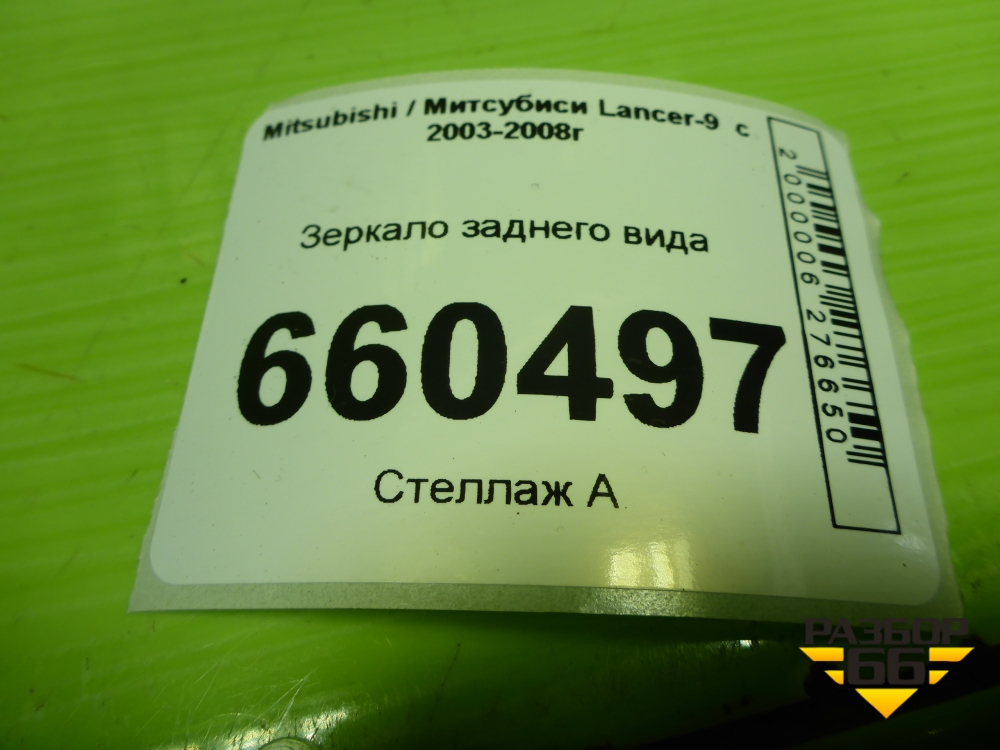 Mitsubishi / Митсубиси Lancer-9 с
2003-2008г
Зеркало заднего вида
660497
Стеллаж А
2000006276650
РАЗБОР
66